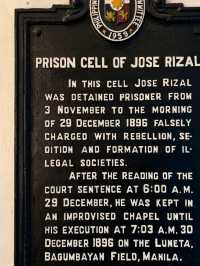 PHILIPPINE
COMMITTEE
1959
PRISON CELL OF JOSE RIZAL
IN THIS CELL JOSE RIZAL
WAS DETAINED PRISONER FROM
3 NOVEMBER TO THE MORNING
OF 29 DECEMBER 1896 FALSELY
CHARGED WITH REBELLION, SE-
DITION AND FORMATION OF IL-
LEGAL SOCIETIES.
AFTER THE READING OF THE
COURT SENTENCE AT 6:00 A.M.
29 DECEMBER, HE WAS KEPT IN
AN IMPROVISED CHAPEL UNTIL
HIS EXECUTION AT 7:03 A.M. 30
DECEMBER 1896 ON THE LUNETA,
BAGUMBAYAN FIELD, MANILA.